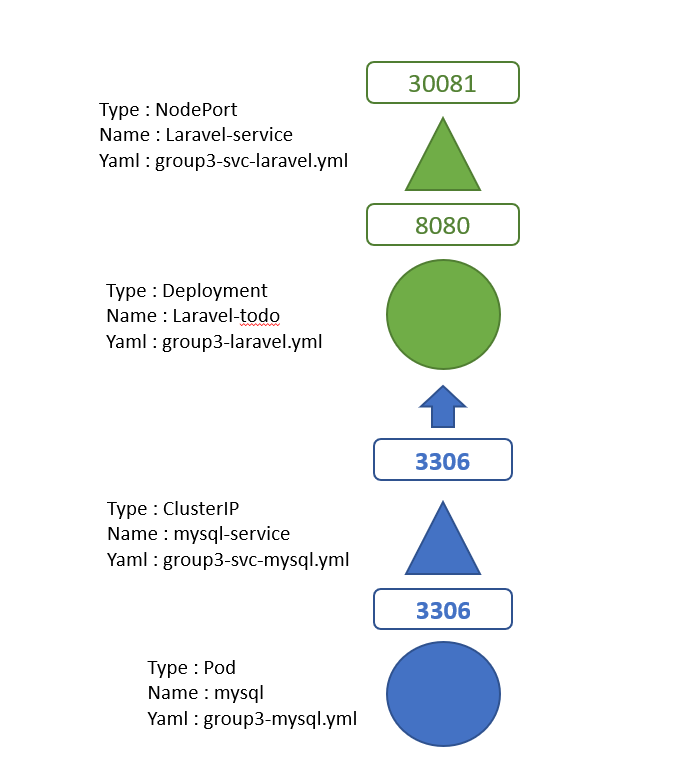 30081
Type : NodePort
Name : Laravel-service
Yaml : group3-svc-laravel.yml
8080
Type : Deployment
Name : Laravel-todo
Yaml : group3-laravel.yml
3306
Type : ClusterIP
Name : mysql-service
Yaml : group3-svc-mysql.yml
3306
Type : Pod
Name : mysql
Yaml : group3-mysql.yml